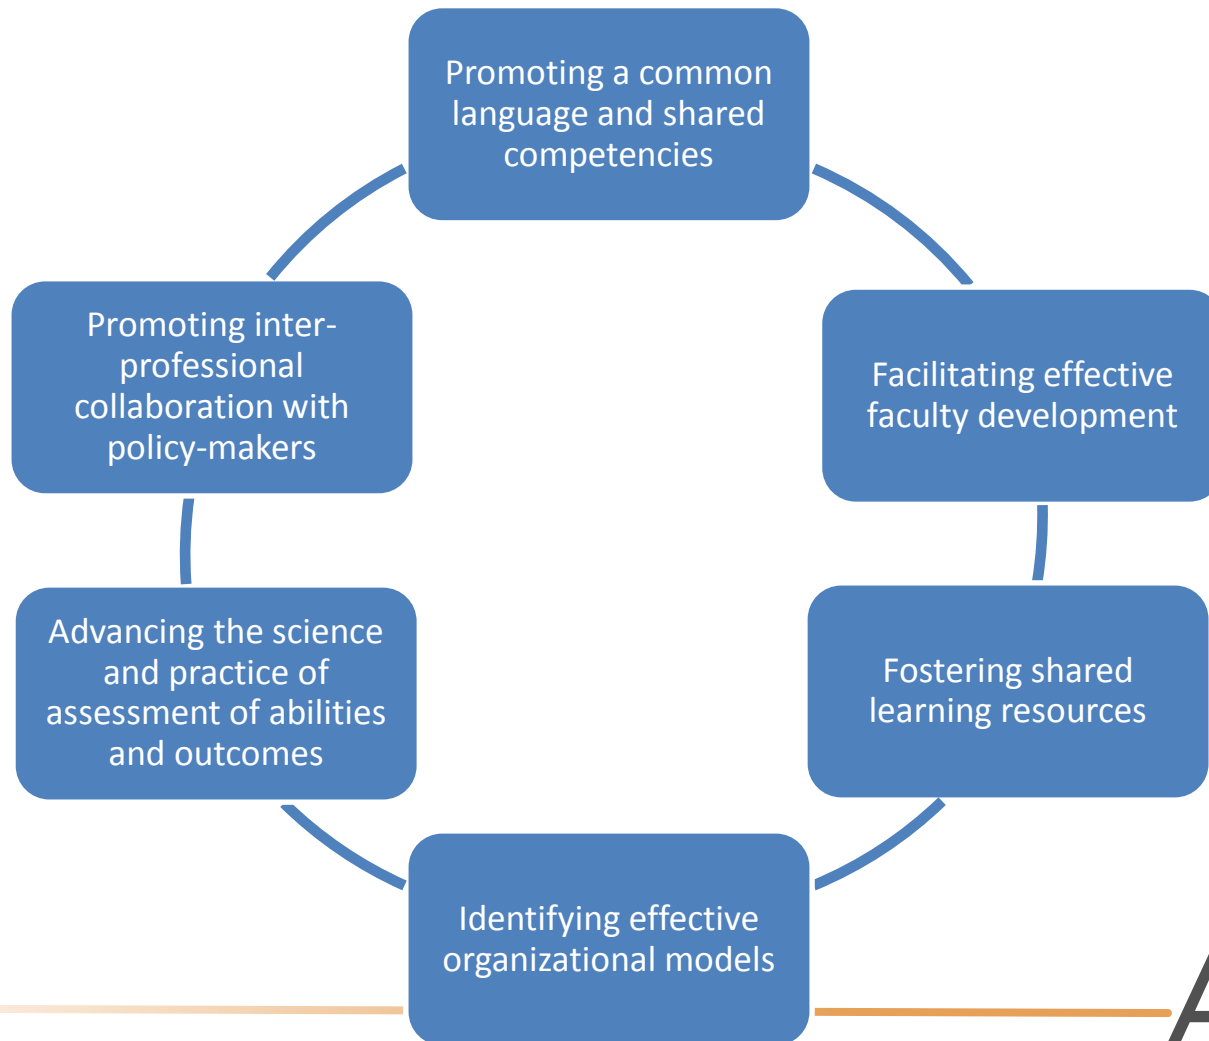 Promoting a common
language and shared
competencies
Facilitating effective
faculty development
Fostering shared
learning resources
Identifying effective
organizational models
Advancing the science
and practice of
assessment of abilities
and outcomes
Promoting inter-
professional
collaboration with
policy-makers